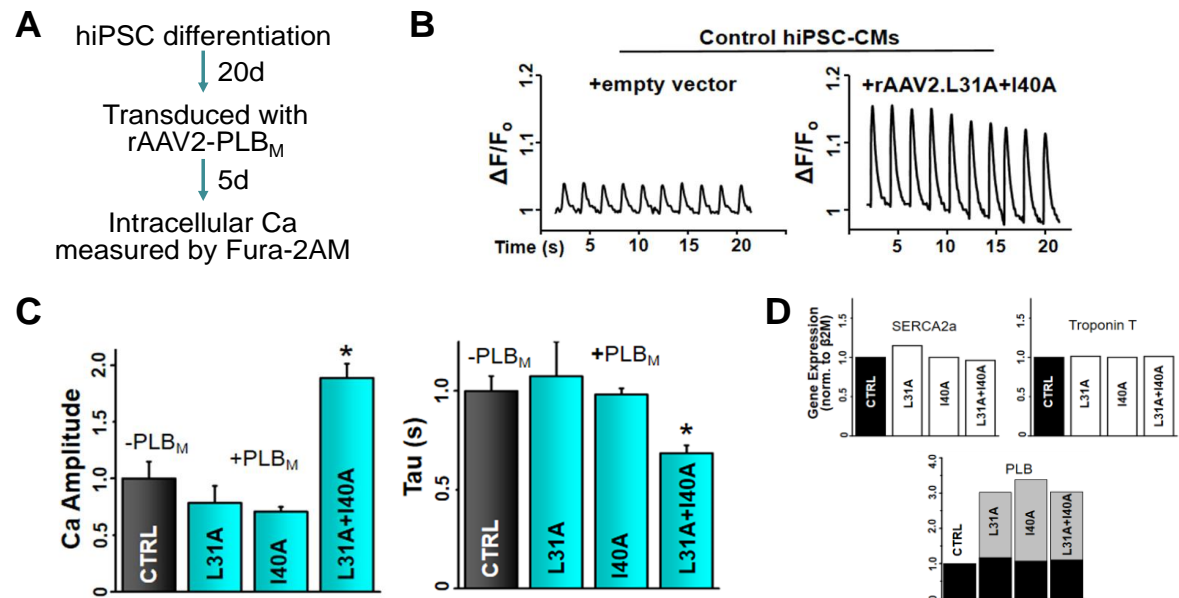 A
hiPSC differentiation
20d
Transduced with
rAAV2-PLBM
5d
Intracellular Ca
measured by Fura-2AM
B
Control hiPSC-CMs
+empty vector
ΔF/Fo
1.2
1.1
1
Time (s)
5
10
15
20
+rAAV2.L31A+I40A
ΔF/Fo
1.2
1.1
1
5
10
15
20
C
Ca Amplitude
2.0
1.5
1.0
0.5
0
-PLBM
+PLBM
*
CTRL
L31A
I40A
L31A+I40A
Tau (s)
1.0
0.5
0
-PLBM
+PLBM
*
CTRL
L31A
I40A
L31A+I40A
D
Gene Expression
(norm. to β2M)
SERCA2a
1.5
1.0
0.5
0
CTRL
L31A
I40A
L31A+I40A
Troponin T
1.5
1.0
0.5
0
CTRL
L31A
I40A
L31A+I40A
PLB
4.0
3.0
2.0
1.0
0
CTRL
L31A
I40A
L31A+I40A